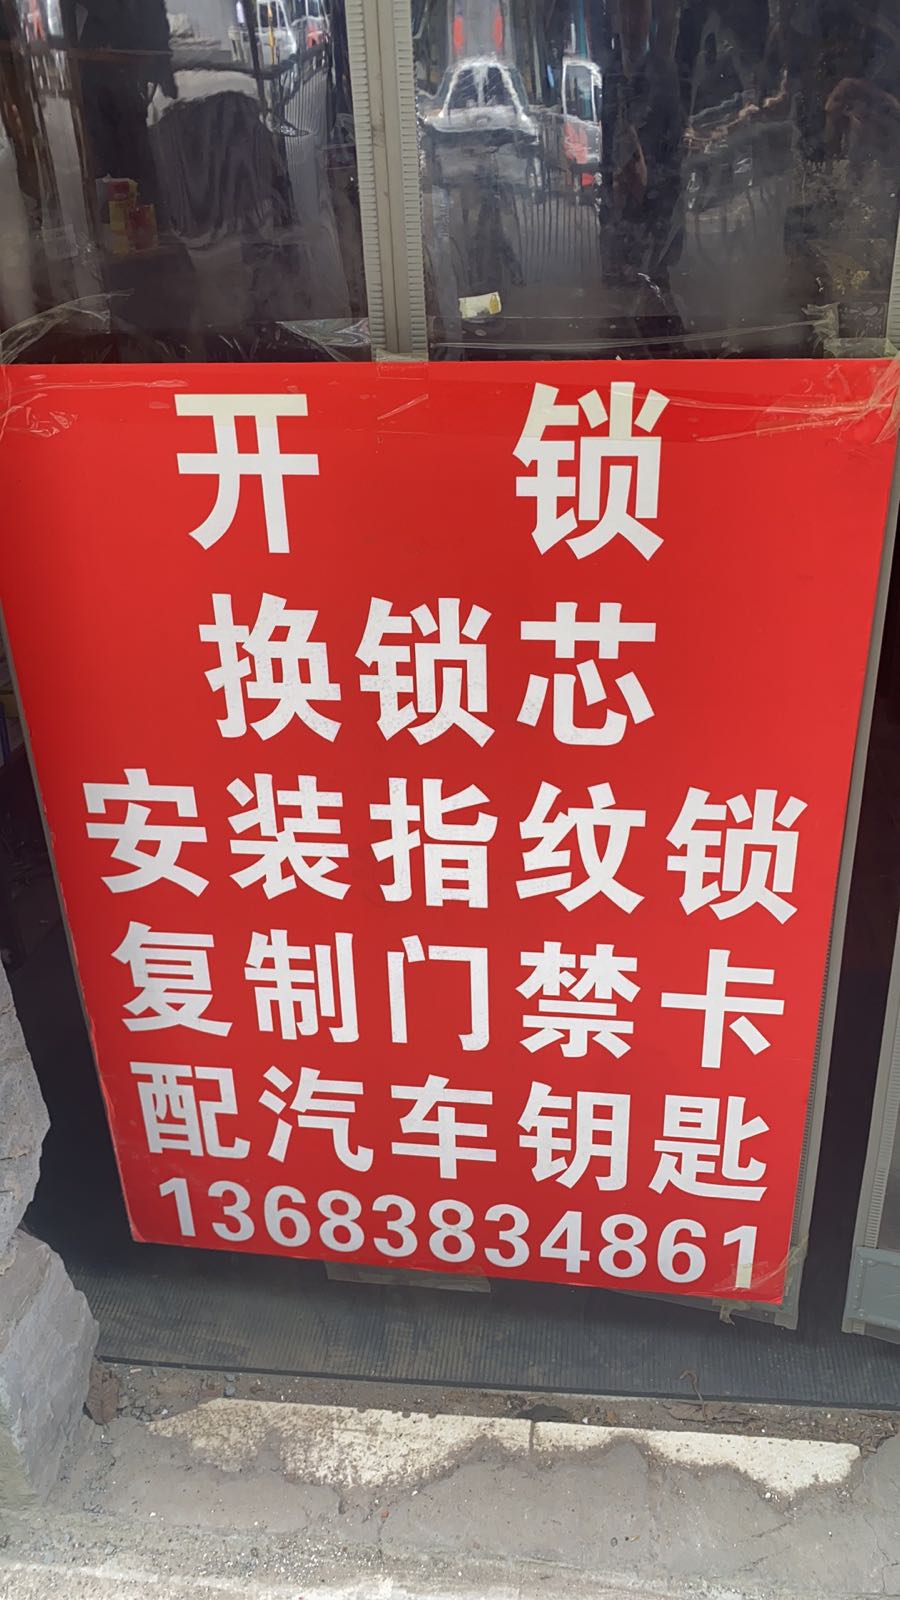 开 锁
换锁芯
安装指纹锁
复制门禁卡
配汽车钥匙
13683834861